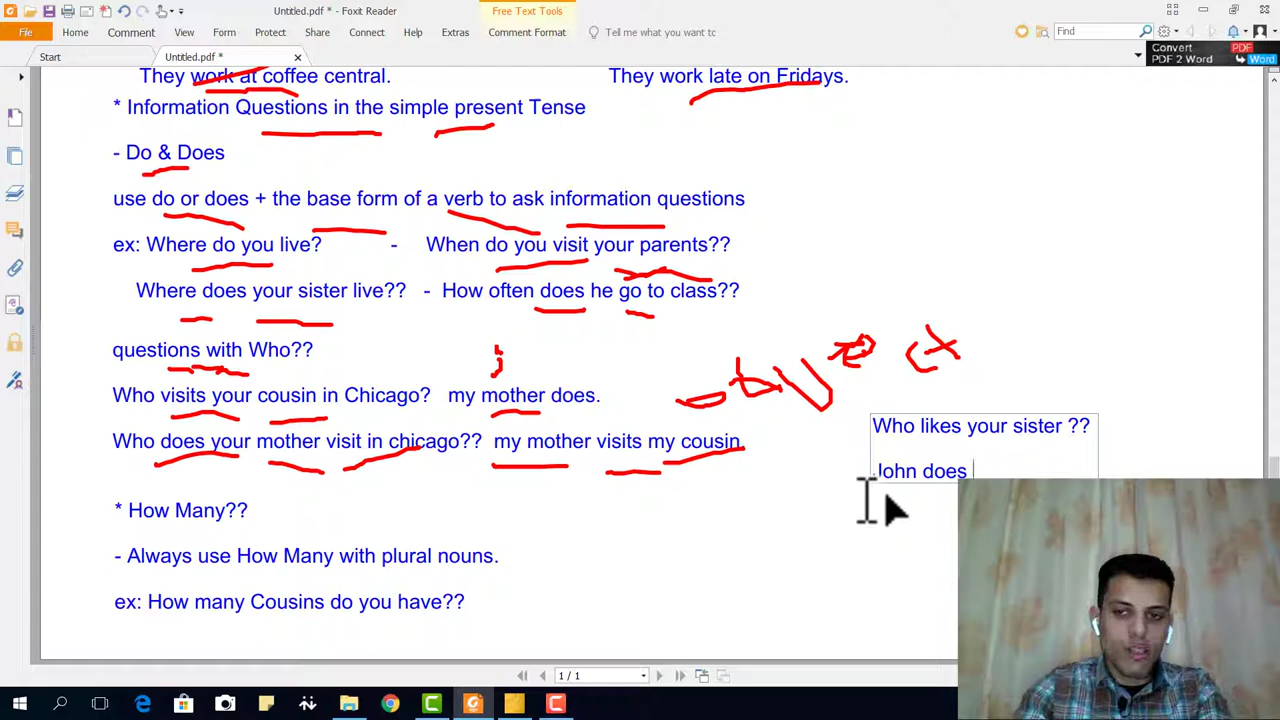 Untitled.pdf * - Foxit Reader
Free Text Tools
File Home Comment View Form Protect Share Connect Help Extras Comment Format Tell me what you want tc Find
Start Untitled.pdf *
Convert PDF
PDF 2 Word Word
They work at coffee central. They work late on Fridays.
* Information Questions in the simple present Tense
- Do & Does
use do or does + the base form of a verb to ask information questions
ex: Where do you live? - When do you visit your parents??
Where does your sister live?? - How often does he go to class??
questions with Who??
Who visits your cousin in Chicago? my mother does.
Who does your mother visit in chicago?? my mother visits my cousin.
Who likes your sister ??
John does
* How Many??
- Always use How Many with plural nouns.
ex: How many Cousins do you have??
1 / 1